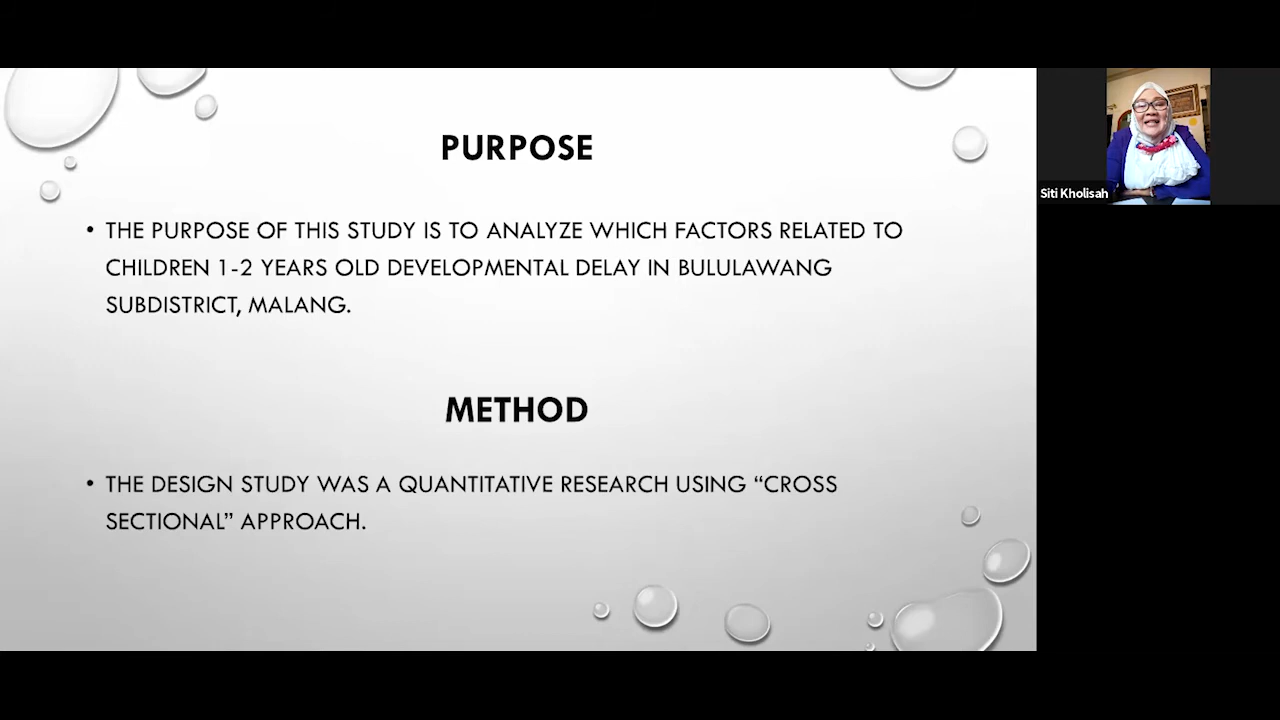 PURPOSE
• THE PURPOSE OF THIS STUDY IS TO ANALYZE WHICH FACTORS RELATED TO
CHILDREN 1-2 YEARS OLD DEVELOPMENTAL DELAY IN BULULAWANG
SUBDISTRICT, MALANG.
METHOD
• THE DESIGN STUDY WAS A QUANTITATIVE RESEARCH USING “CROSS
SECTIONAL” APPROACH.
Siti Kholisah